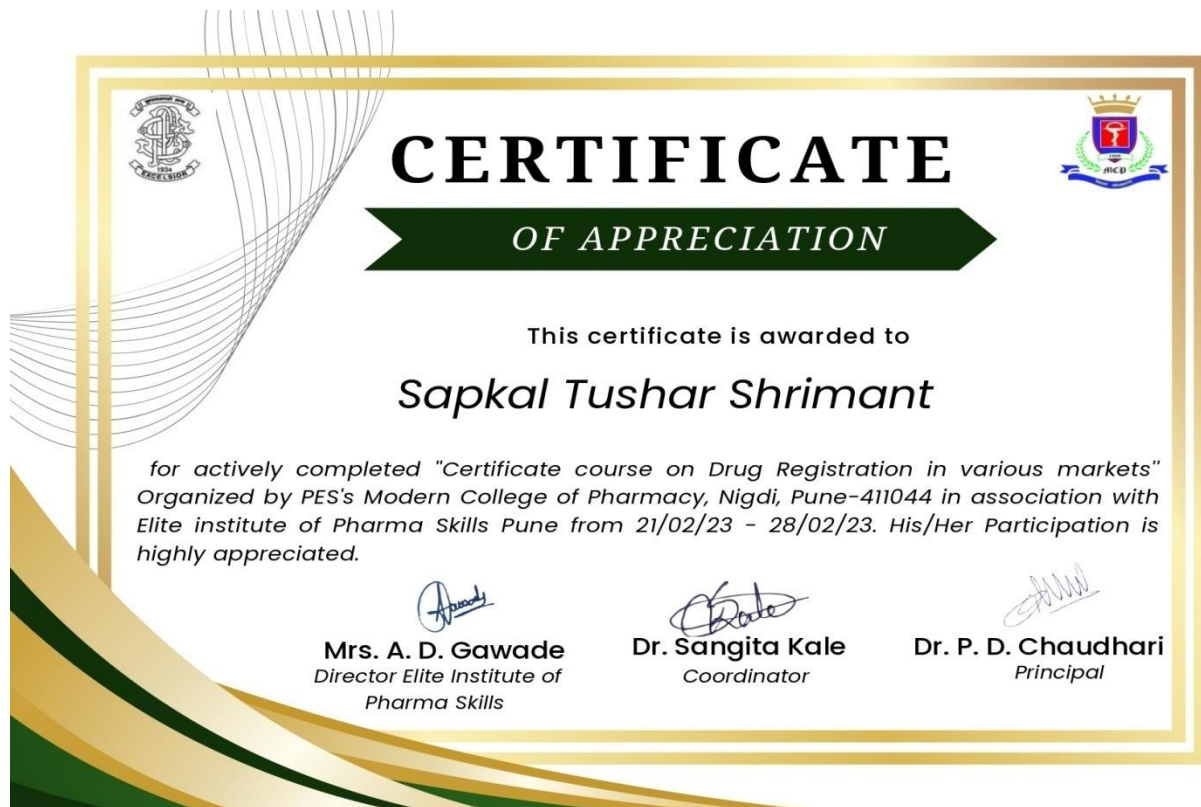 1934
EXCELSIOR
MCP
CERTIFICATE
OF APPRECIATION
This certificate is awarded to
Sapkal Tushar Shrimant
for actively completed "Certificate course on Drug Registration in various markets"
Organized by PES's Modern College of Pharmacy, Nigdi, Pune-411044 in association with
Elite institute of Pharma Skills Pune from 21/02/23 - 28/02/23. His/Her Participation is
highly appreciated.
Mrs. A. D. Gawade
Director Elite Institute of
Pharma Skills
Dr. Sangita Kale
Coordinator
Dr. P. D. Chaudhari
Principal